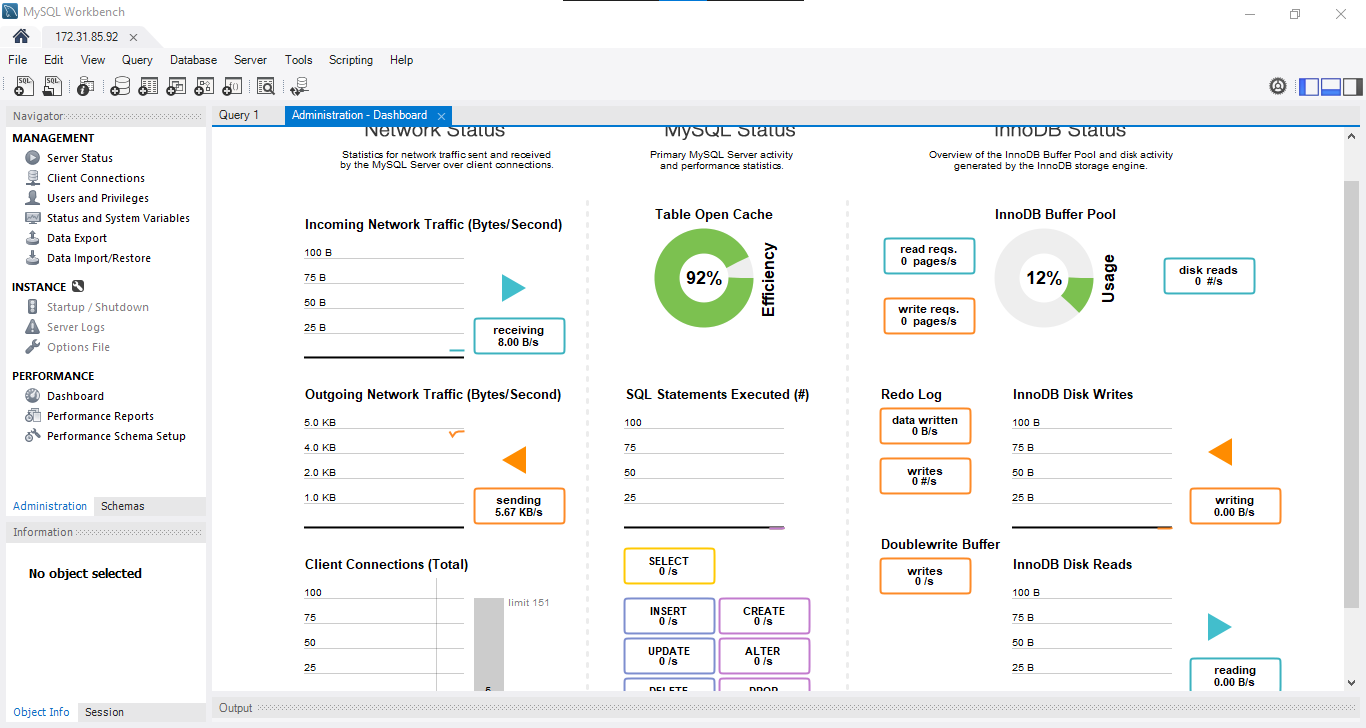 MySQL Workbench
172.31.85.92
File Edit View Query Database Server Tools Scripting Help
Navigator
MANAGEMENT
Server Status
Client Connections
Users and Privileges
Status and System Variables
Data Export
Data Import/Restore
INSTANCE
Startup / Shutdown
Server Logs
Options File
PERFORMANCE
Dashboard
Performance Reports
Performance Schema Setup
Administration Schemas
Information
No object selected
Object Info Session
Query 1 Administration - Dashboard
Network Status
Statistics for network traffic sent and received
by the MySQL Server over client connections.
Incoming Network Traffic (Bytes/Second)
100 B
75 B
50 B
25 B
receiving
8.00 B/s
Outgoing Network Traffic (Bytes/Second)
5.0 KB
4.0 KB
2.0 KB
1.0 KB
sending
5.67 KB/s
Client Connections (Total)
100
75
50
25
limit 151
5
MySQL Status
Primary MySQL Server activity
and performance statistics.
Table Open Cache
92%
Efficiency
SQL Statements Executed (#)
100
75
50
25
SELECT
0 /s
INSERT
0 /s
CREATE
0 /s
UPDATE
0 /s
ALTER
0 /s
DELETE
DROP
InnoDB Status
Overview of the InnoDB Buffer Pool and disk activity
generated by the InnoDB storage engine.
InnoDB Buffer Pool
read reqs.
0 pages/s
write reqs.
0 pages/s
12%
Usage
disk reads
0 #/s
Redo Log
data written
0 B/s
writes
0 #/s
InnoDB Disk Writes
100 B
75 B
50 B
25 B
writing
0.00 B/s
Doublewrite Buffer
writes
0 /s
InnoDB Disk Reads
100 B
75 B
50 B
25 B
reading
0.00 B/s
Output